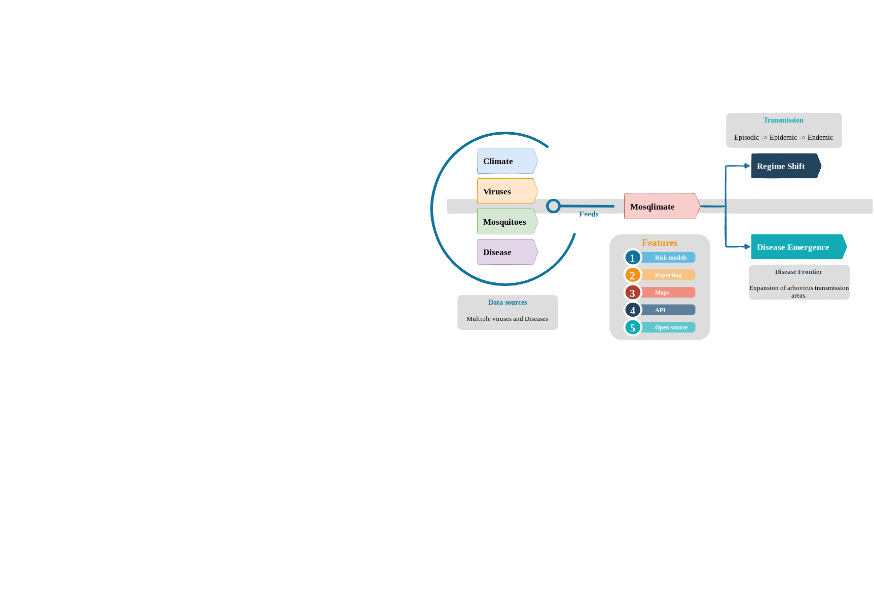 Transmission
Episodic -> Epidemic -> Endemic
Climate
Viruses
Mosquitoes
Disease
Feeds
Mosqlimate
Regime Shift
Disease Emergence
Disease Frontier
Expansion of arbovirus transmission
areas.
Features
1 Risk models
2 Reporting
3 Maps
4 API
5 Open source
Data sources
Multiple viruses and Diseases